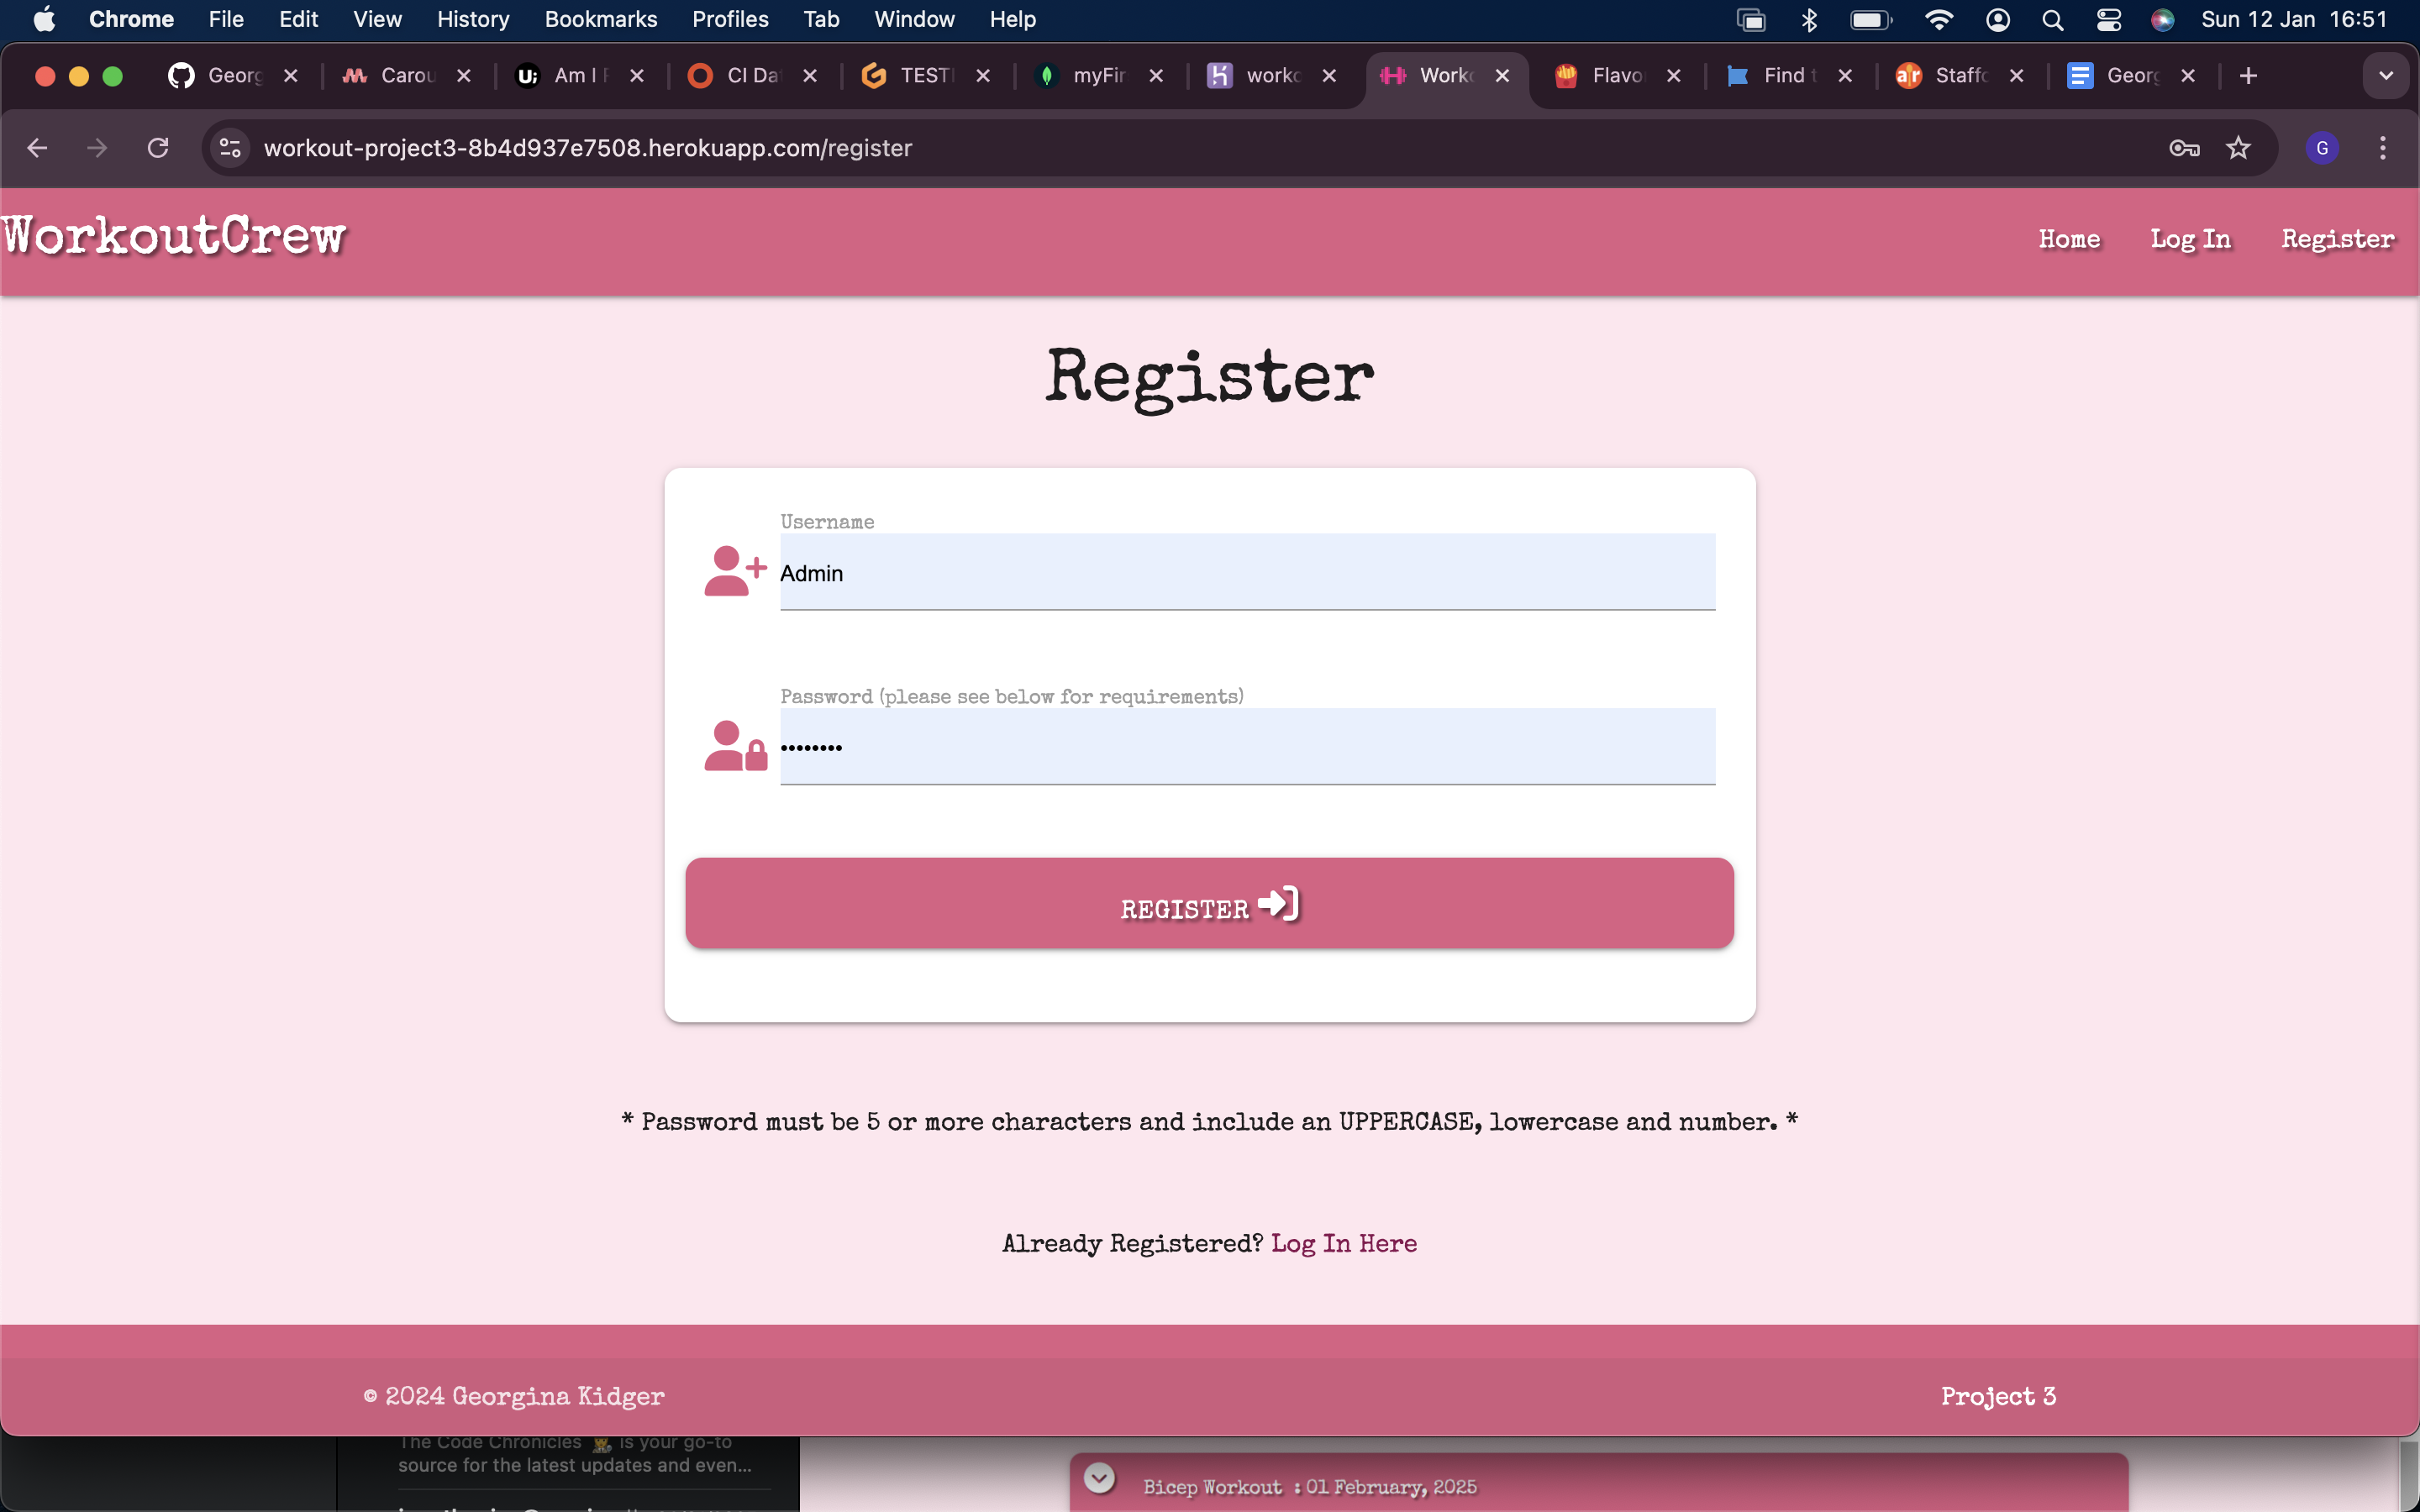 Chrome File Edit View History Bookmarks Profiles Tab Window Help Sun 12 Jan 16:51
Georg Carou Am I CI Da TEST myFir worko Worko Flavo Find Staffo Georg
workout-project3-8b4d937e7508.herokuapp.com/register G
WorkoutCrew Home Log In Register
Register
Username
Admin
Password (please see below for requirements)
••••••••
REGISTER
* Password must be 5 or more characters and include an UPPERCASE, lowercase and number. *
Already Registered? Log In Here
© 2024 Georgina Kidger Project 3
The Code Chronicles 🧑‍🚀 is your go-to
source for the latest updates and even...
Bicep Workout : 01 February, 2025